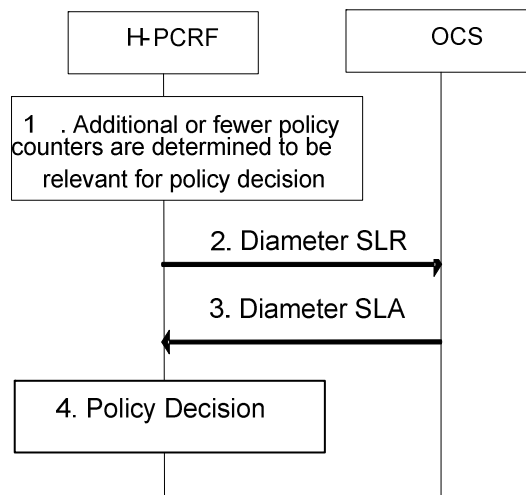 H-PCRF
OCS
1 . Additional or fewer policy
counters are determined to be
relevant for policy decision
2. Diameter SLR
3. Diameter SLA
4. Policy Decision